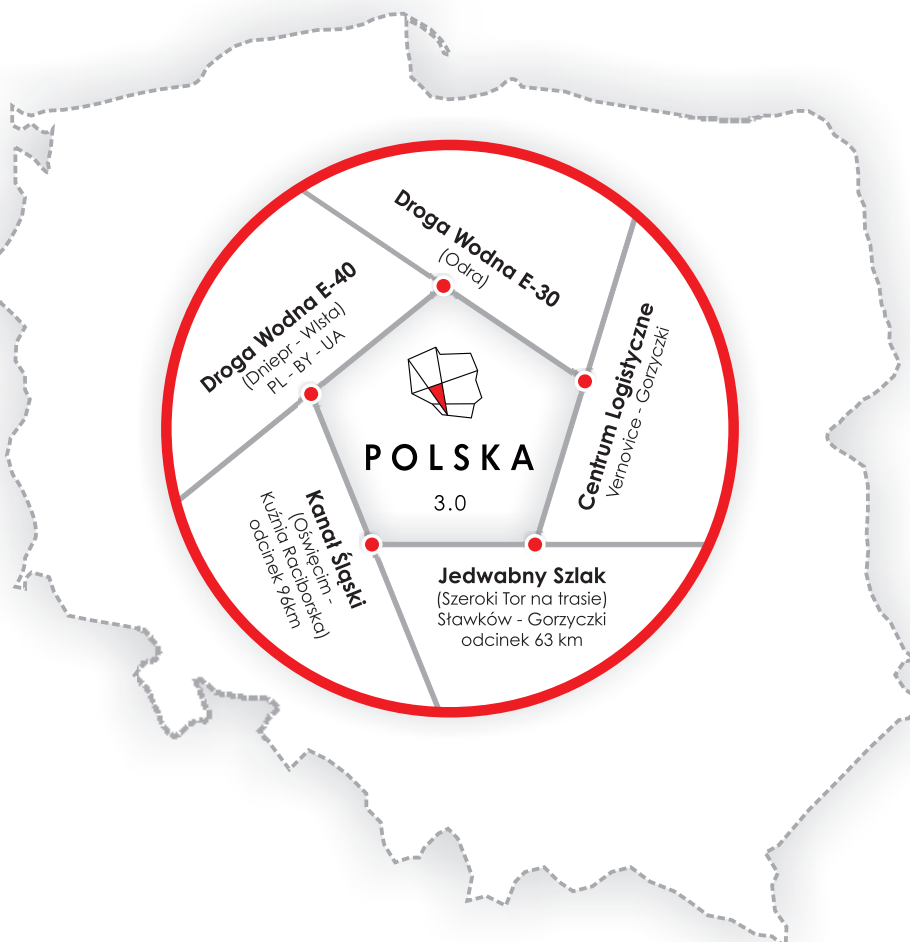 Droga Wodna E-30
(Odra)
Droga Wodna E-40
(Dniepr - WIsła)
PL - BY - UA
Centrum Logistyczne
Vernovice - Gorzyczki
POLSKA
3.0
Kanał Śląski
(Oświęcim -
Kuźnia Raciborska)
odcinek 96km
Jedwabny Szlak
(Szeroki Tor na trasie)
Sławków - Gorzyczki
odcinek 63 km